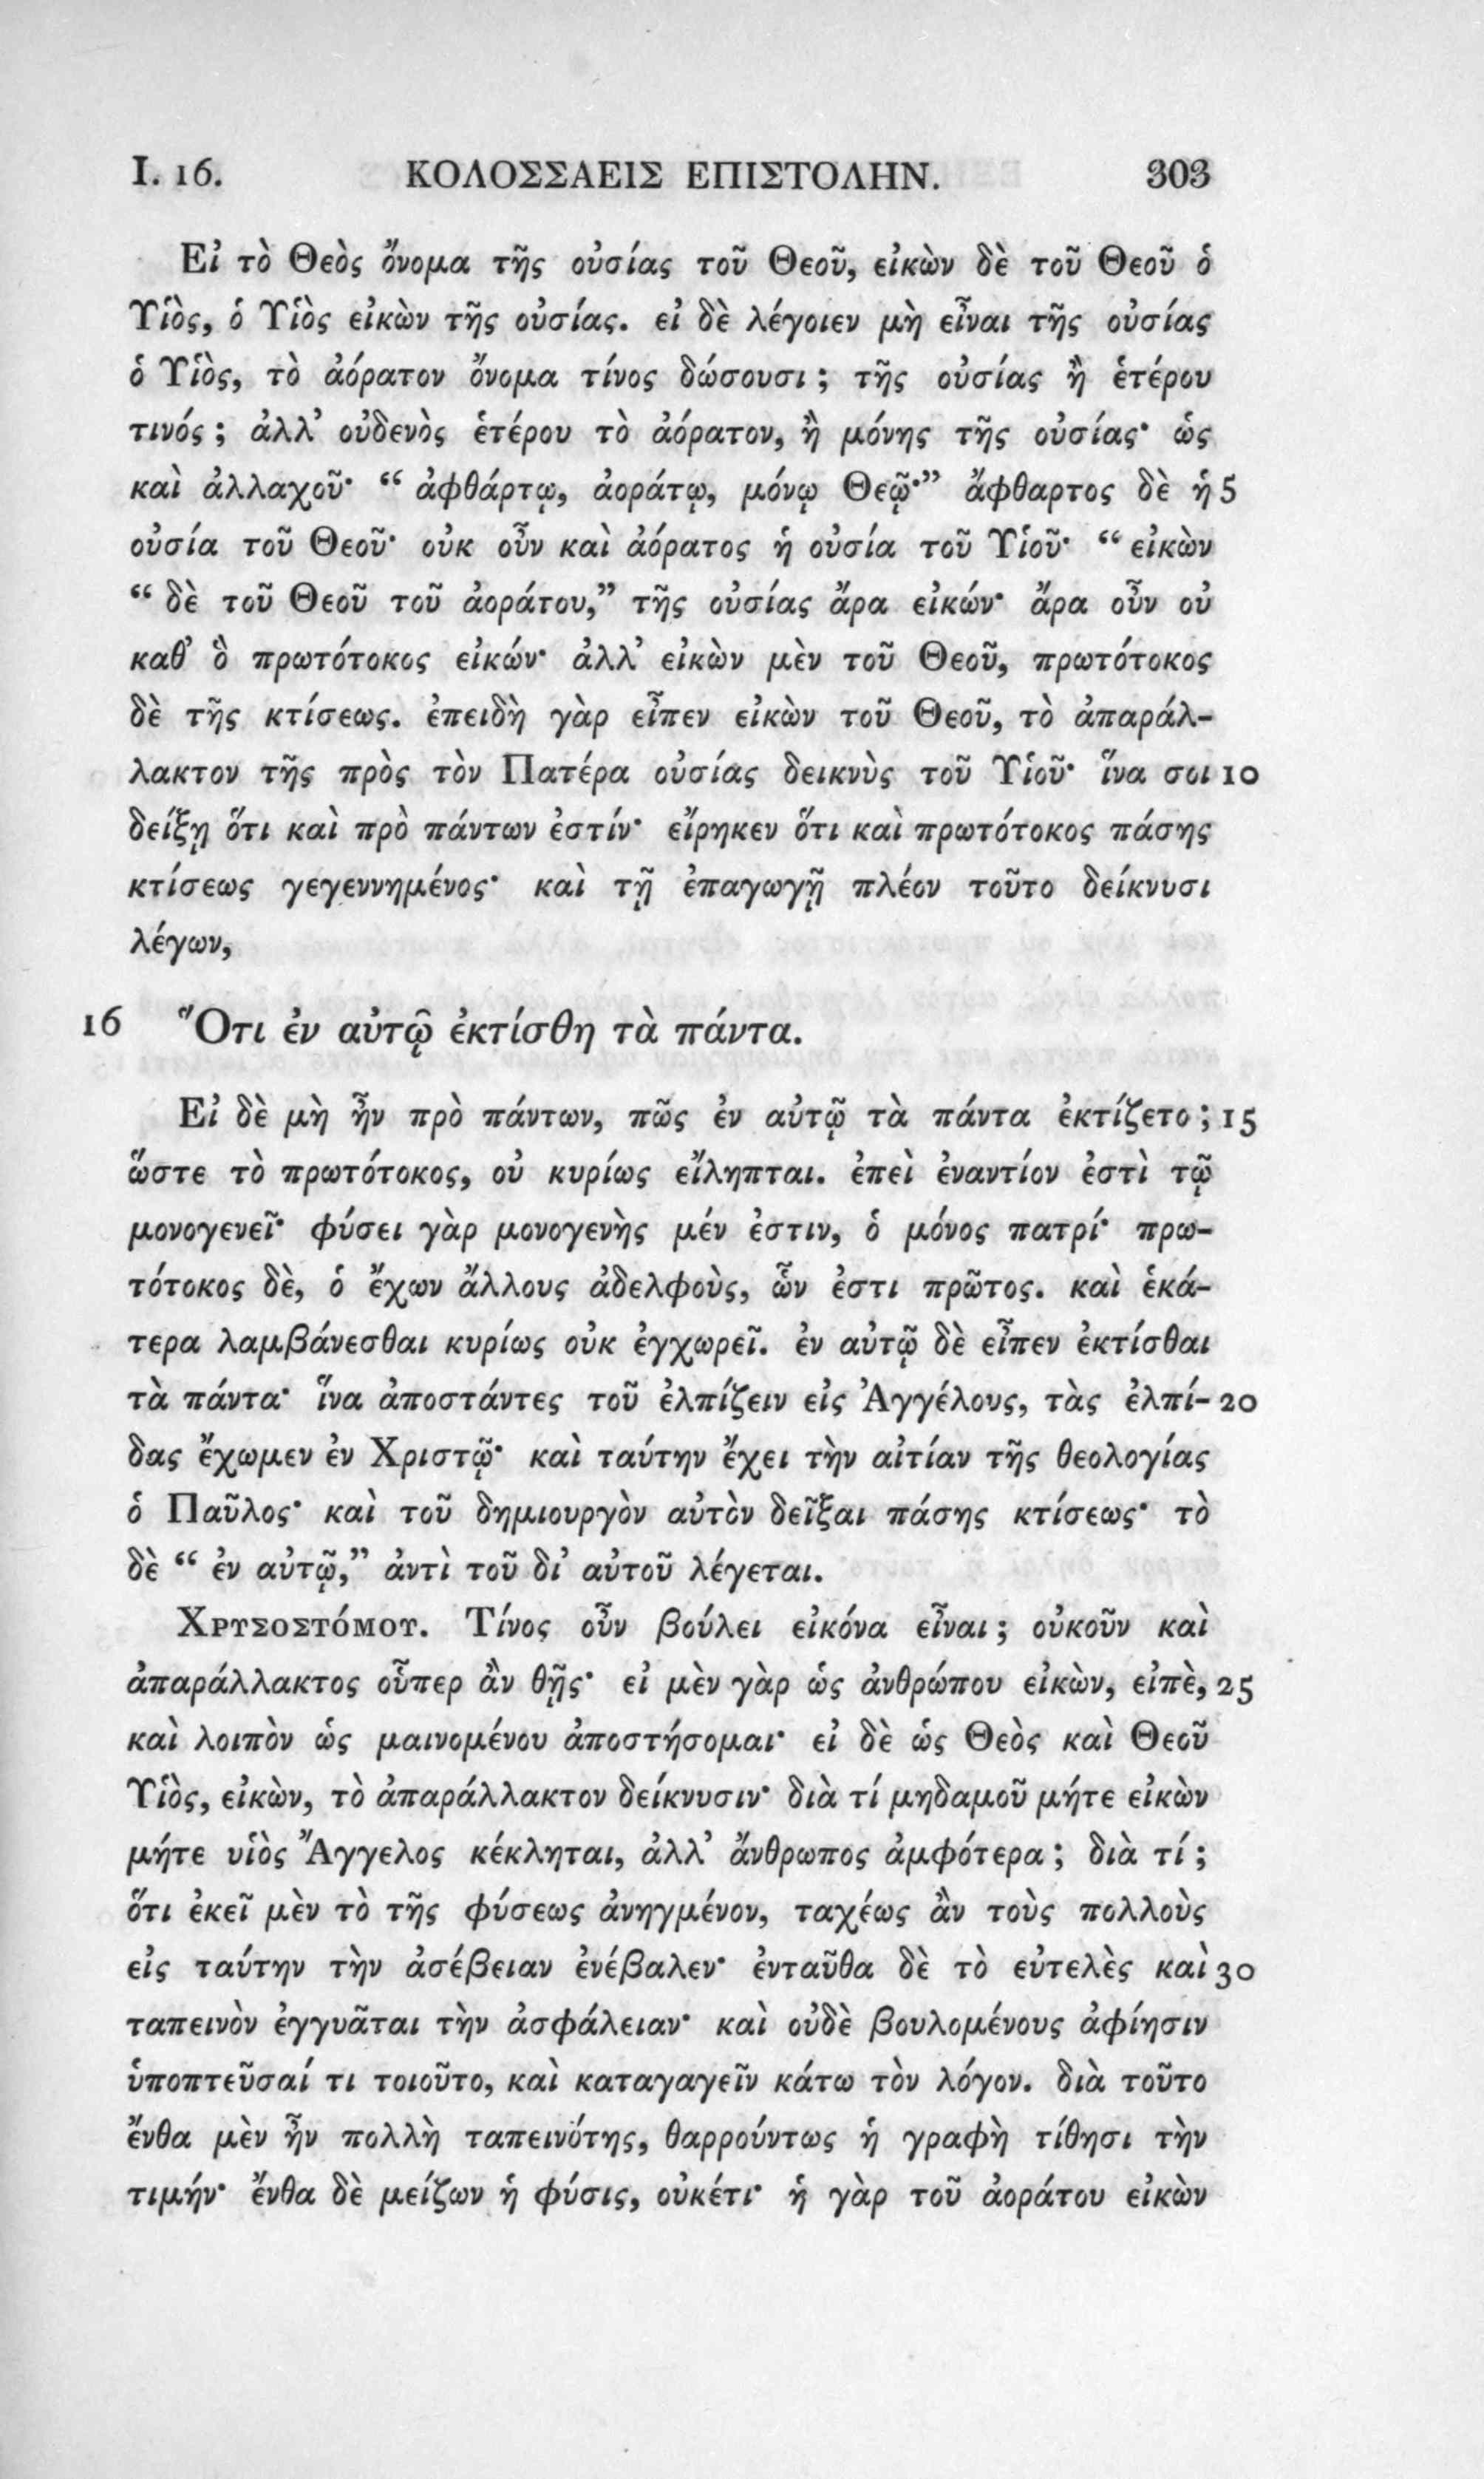 I. 16. ΚΟΛΟΣΣΑΕΙΣ ΕΠΙΣΤΟΛΗΝ. 303
Εἰ τὸ Θεὸς ὄνομα τῆς οὐσίας τοῦ Θεοῦ, εἰκὼν δὲ τοῦ Θεοῦ ὁ
Υἱὸς, ὁ Υἱὸς εἰκὼν τῆς οὐσίας. εἰ δὲ λέγοιεν μὴ εἶναι τῆς οὐσίας
ὁ Υἱὸς, τὸ ἀόρατον ὄνομα τίνος δώσουσι; τῆς οὐσίας ἢ ἑτέρου
τινός; ἀλλ’ οὐδενὸς ἑτέρου τὸ ἀόρατον, ἢ μόνης τῆς οὐσίας· ὡς
καὶ ἀλλαχοῦ· “ ἀφθάρτῳ, ἀοράτῳ, μόνῳ Θεῷ·” ἄφθαρτος δὲ ἡ 5
οὐσία τοῦ Θεοῦ· οὐκ οὖν καὶ ἀόρατος ἡ οὐσία τοῦ Υἱοῦ· “ εἰκὼν
“ δὲ τοῦ Θεοῦ τοῦ ἀοράτου,” τῆς οὐσίας ἄρα εἰκών· ἄρα οὖν οὐ
καθ’ ὃ πρωτότοκος εἰκών· ἀλλ’ εἰκὼν μὲν τοῦ Θεοῦ, πρωτότοκος
δὲ τῆς κτίσεως. ἐπειδὴ γὰρ εἶπεν εἰκὼν τοῦ Θεοῦ, τὸ ἀπαράλ-
λακτον τῆς πρὸς τὸν Πατέρα οὐσίας δεικνὺς τοῦ Υἱοῦ· ἵνα σοι 10
δείξῃ ὅτι καὶ πρὸ πάντων ἐστίν· εἴρηκεν ὅτι καὶ πρωτότοκος πάσης
κτίσεως γεγεννημένος· καὶ τῇ ἐπαγωγῇ πλέον τοῦτο δείκνυσι
λέγων,
16 Ὅτι ἐν αὐτῷ ἐκτίσθη τὰ πάντα.
Εἰ δὲ μὴ ἦν πρὸ πάντων, πῶς ἐν αὐτῷ τὰ πάντα ἐκτίζετο; 15
ὥστε τὸ πρωτότοκος, οὐ κυρίως εἴληπται. ἐπεὶ ἐναντίον ἐστὶ τῷ
μονογενεῖ· φύσει γὰρ μονογενὴς μέν ἐστιν, ὁ μόνος πατρί· πρω-
τότοκος δὲ, ὁ ἔχων ἄλλους ἀδελφοὺς, ὧν ἐστι πρῶτος. καὶ ἑκά-
τερα λαμβάνεσθαι κυρίως οὐκ ἐγχωρεῖ. ἐν αὐτῷ δὲ εἶπεν ἐκτίσθαι
τὰ πάντα· ἵνα ἀποστάντες τοῦ ἐλπίζειν εἰς Ἀγγέλους, τὰς ἐλπί- 20
δας ἔχωμεν ἐν Χριστῷ· καὶ ταύτην ἔχει τὴν αἰτίαν τῆς θεολογίας
ὁ Παῦλος· καὶ τοῦ δημιουργὸν αὐτὸν δεῖξαι πάσης κτίσεως· τὸ
δὲ “ ἐν αὐτῷ,” ἀντὶ τοῦ δι’ αὐτοῦ λέγεται.
Χρυσοστόμου. Τίνος οὖν βούλει εἰκόνα εἶναι; οὐκοῦν καὶ
ἀπαράλλακτος οὗπερ ἂν θῇς· εἰ μὲν γὰρ ὡς ἀνθρώπου εἰκὼν, εἰπὲ, 25
καὶ λοιπὸν ὡς μαινομένου ἀποστήσομαι· εἰ δὲ ὡς Θεὸς καὶ Θεοῦ
Υἱὸς, εἰκὼν, τὸ ἀπαράλλακτον δείκνυσιν· διὰ τί μηδαμοῦ μήτε εἰκὼν
μήτε υἱὸς Ἄγγελος κέκληται, ἀλλ’ ἄνθρωπος ἀμφότερα; διὰ τί;
ὅτι ἐκεῖ μὲν τὸ τῆς φύσεως ἀνηγμένον, ταχέως ἂν τοὺς πολλοὺς
εἰς ταύτην τὴν ἀσέβειαν ἐνέβαλεν· ἐνταῦθα δὲ τὸ εὐτελὲς καὶ 30
ταπεινὸν ἐγγυᾶται τὴν ἀσφάλειαν· καὶ οὐδὲ βουλομένους ἀφίησιν
ὑποπτεῦσαί τι τοιοῦτο, καὶ καταγαγεῖν κάτω τὸν λόγον. διὰ τοῦτο
ἔνθα μὲν ἦν πολλὴ ταπεινότης, θαρρούντως ἡ γραφὴ τίθησι τὴν
τιμήν· ἔνθα δὲ μείζων ἡ φύσις, οὐκέτι· ἡ γὰρ τοῦ ἀοράτου εἰκὼν